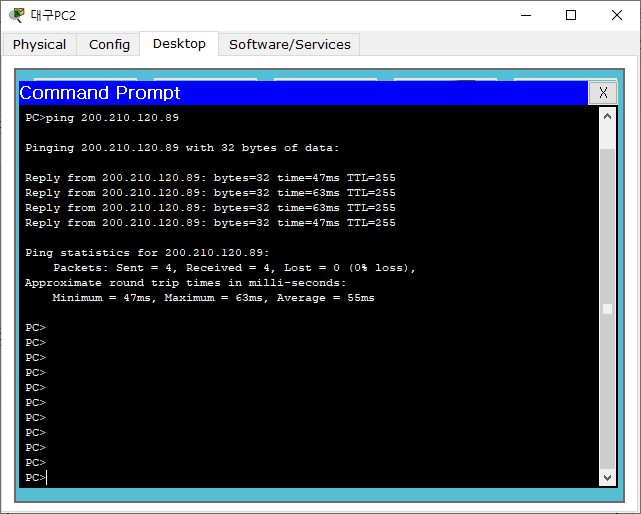 대구PC2
Physical Config Desktop Software/Services
Command Prompt X
PC>ping 200.210.120.89
Pinging 200.210.120.89 with 32 bytes of data:
Reply from 200.210.120.89: bytes=32 time=47ms TTL=255
Reply from 200.210.120.89: bytes=32 time=63ms TTL=255
Reply from 200.210.120.89: bytes=32 time=63ms TTL=255
Reply from 200.210.120.89: bytes=32 time=47ms TTL=255
Ping statistics for 200.210.120.89:
    Packets: Sent = 4, Received = 4, Lost = 0 (0% loss),
Approximate round trip times in milli-seconds:
    Minimum = 47ms, Maximum = 63ms, Average = 55ms
PC>
PC>
PC>
PC>
PC>
PC>
PC>
PC>
PC>
PC>
PC>